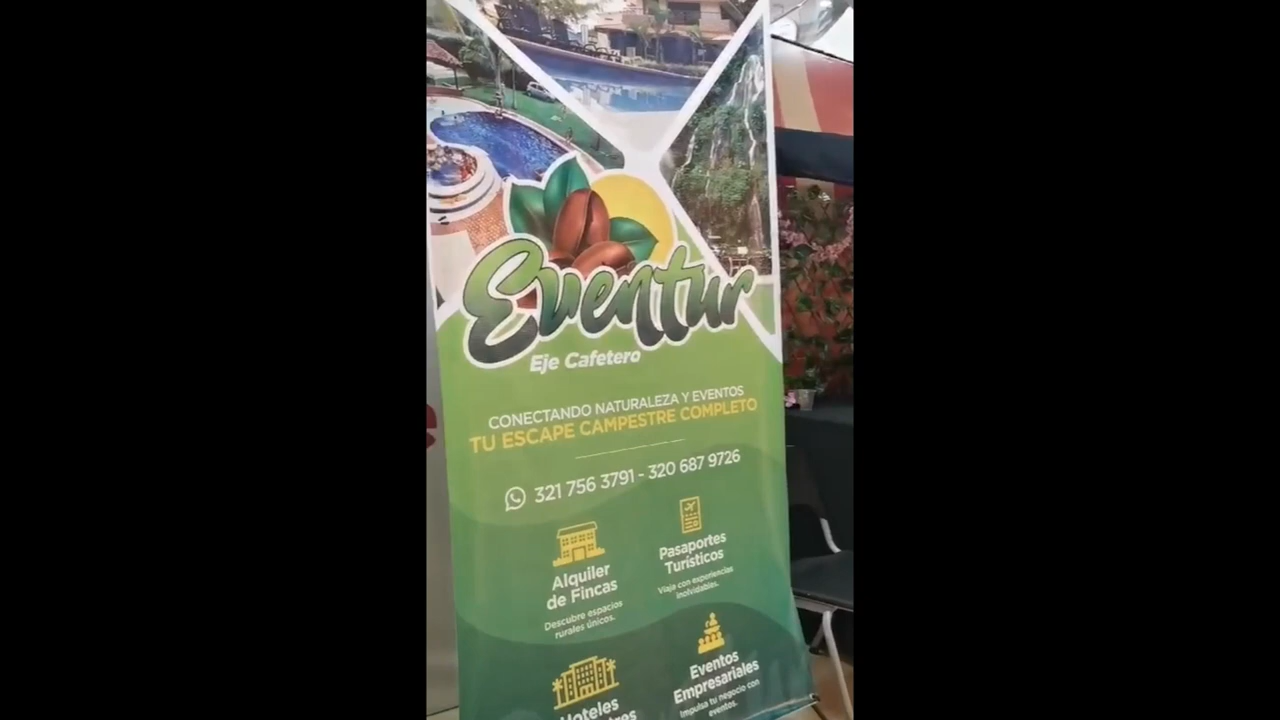 Eventur
Eje Cafetero
CONECTANDO NATURALEZA Y EVENTOS
TU ESCAPE CAMPESTRE COMPLETO
321 756 3791 - 320 687 9726
Alquiler
de Fincas
Descubre espacios
rurales únicos.
Pasaportes
Turísticos
Viaja con experiencias
inolvidables.
Hoteles
Eventos
Empresariales
Impulsa tu negocio con
eventos.